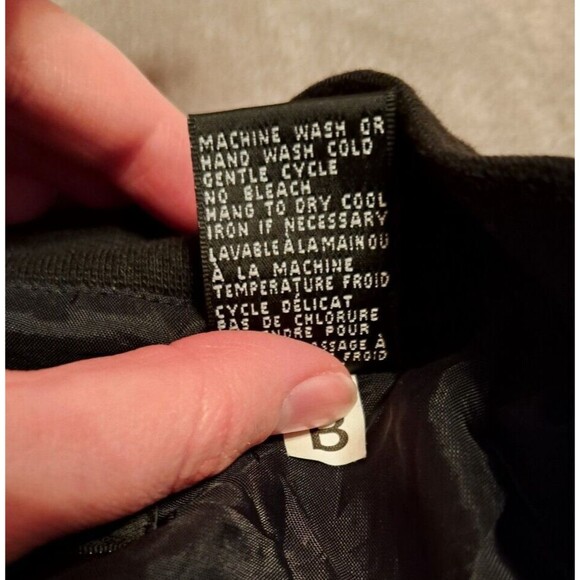 MACHINE WASH OR
HAND WASH COLD
GENTLE CYCLE
NO BLEACH
HANG TO DRY COOL
IRON IF NECESSARY
LAVABLE À LA MAIN OU
À LA MACHINE
TEMPERATURE FROID
CYCLE DÉLICAT
PAS DE CHLORURE
POUR
À
FROID
B